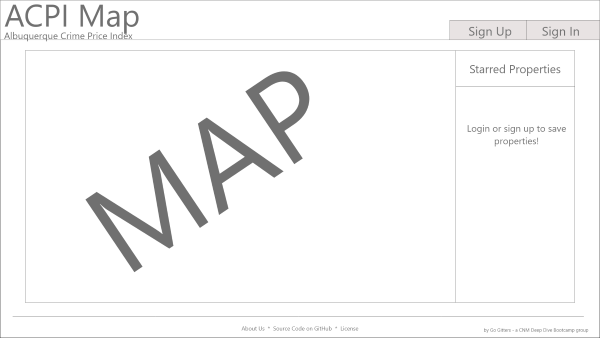 ACPI Map
Albuquerque Crime Price Index
Sign Up
Sign In
MAP
Starred Properties
Login or sign up to save
properties!
About Us * Source Code on GitHub * License
by Go Gitters - a CNM Deep Dive Bootcamp group